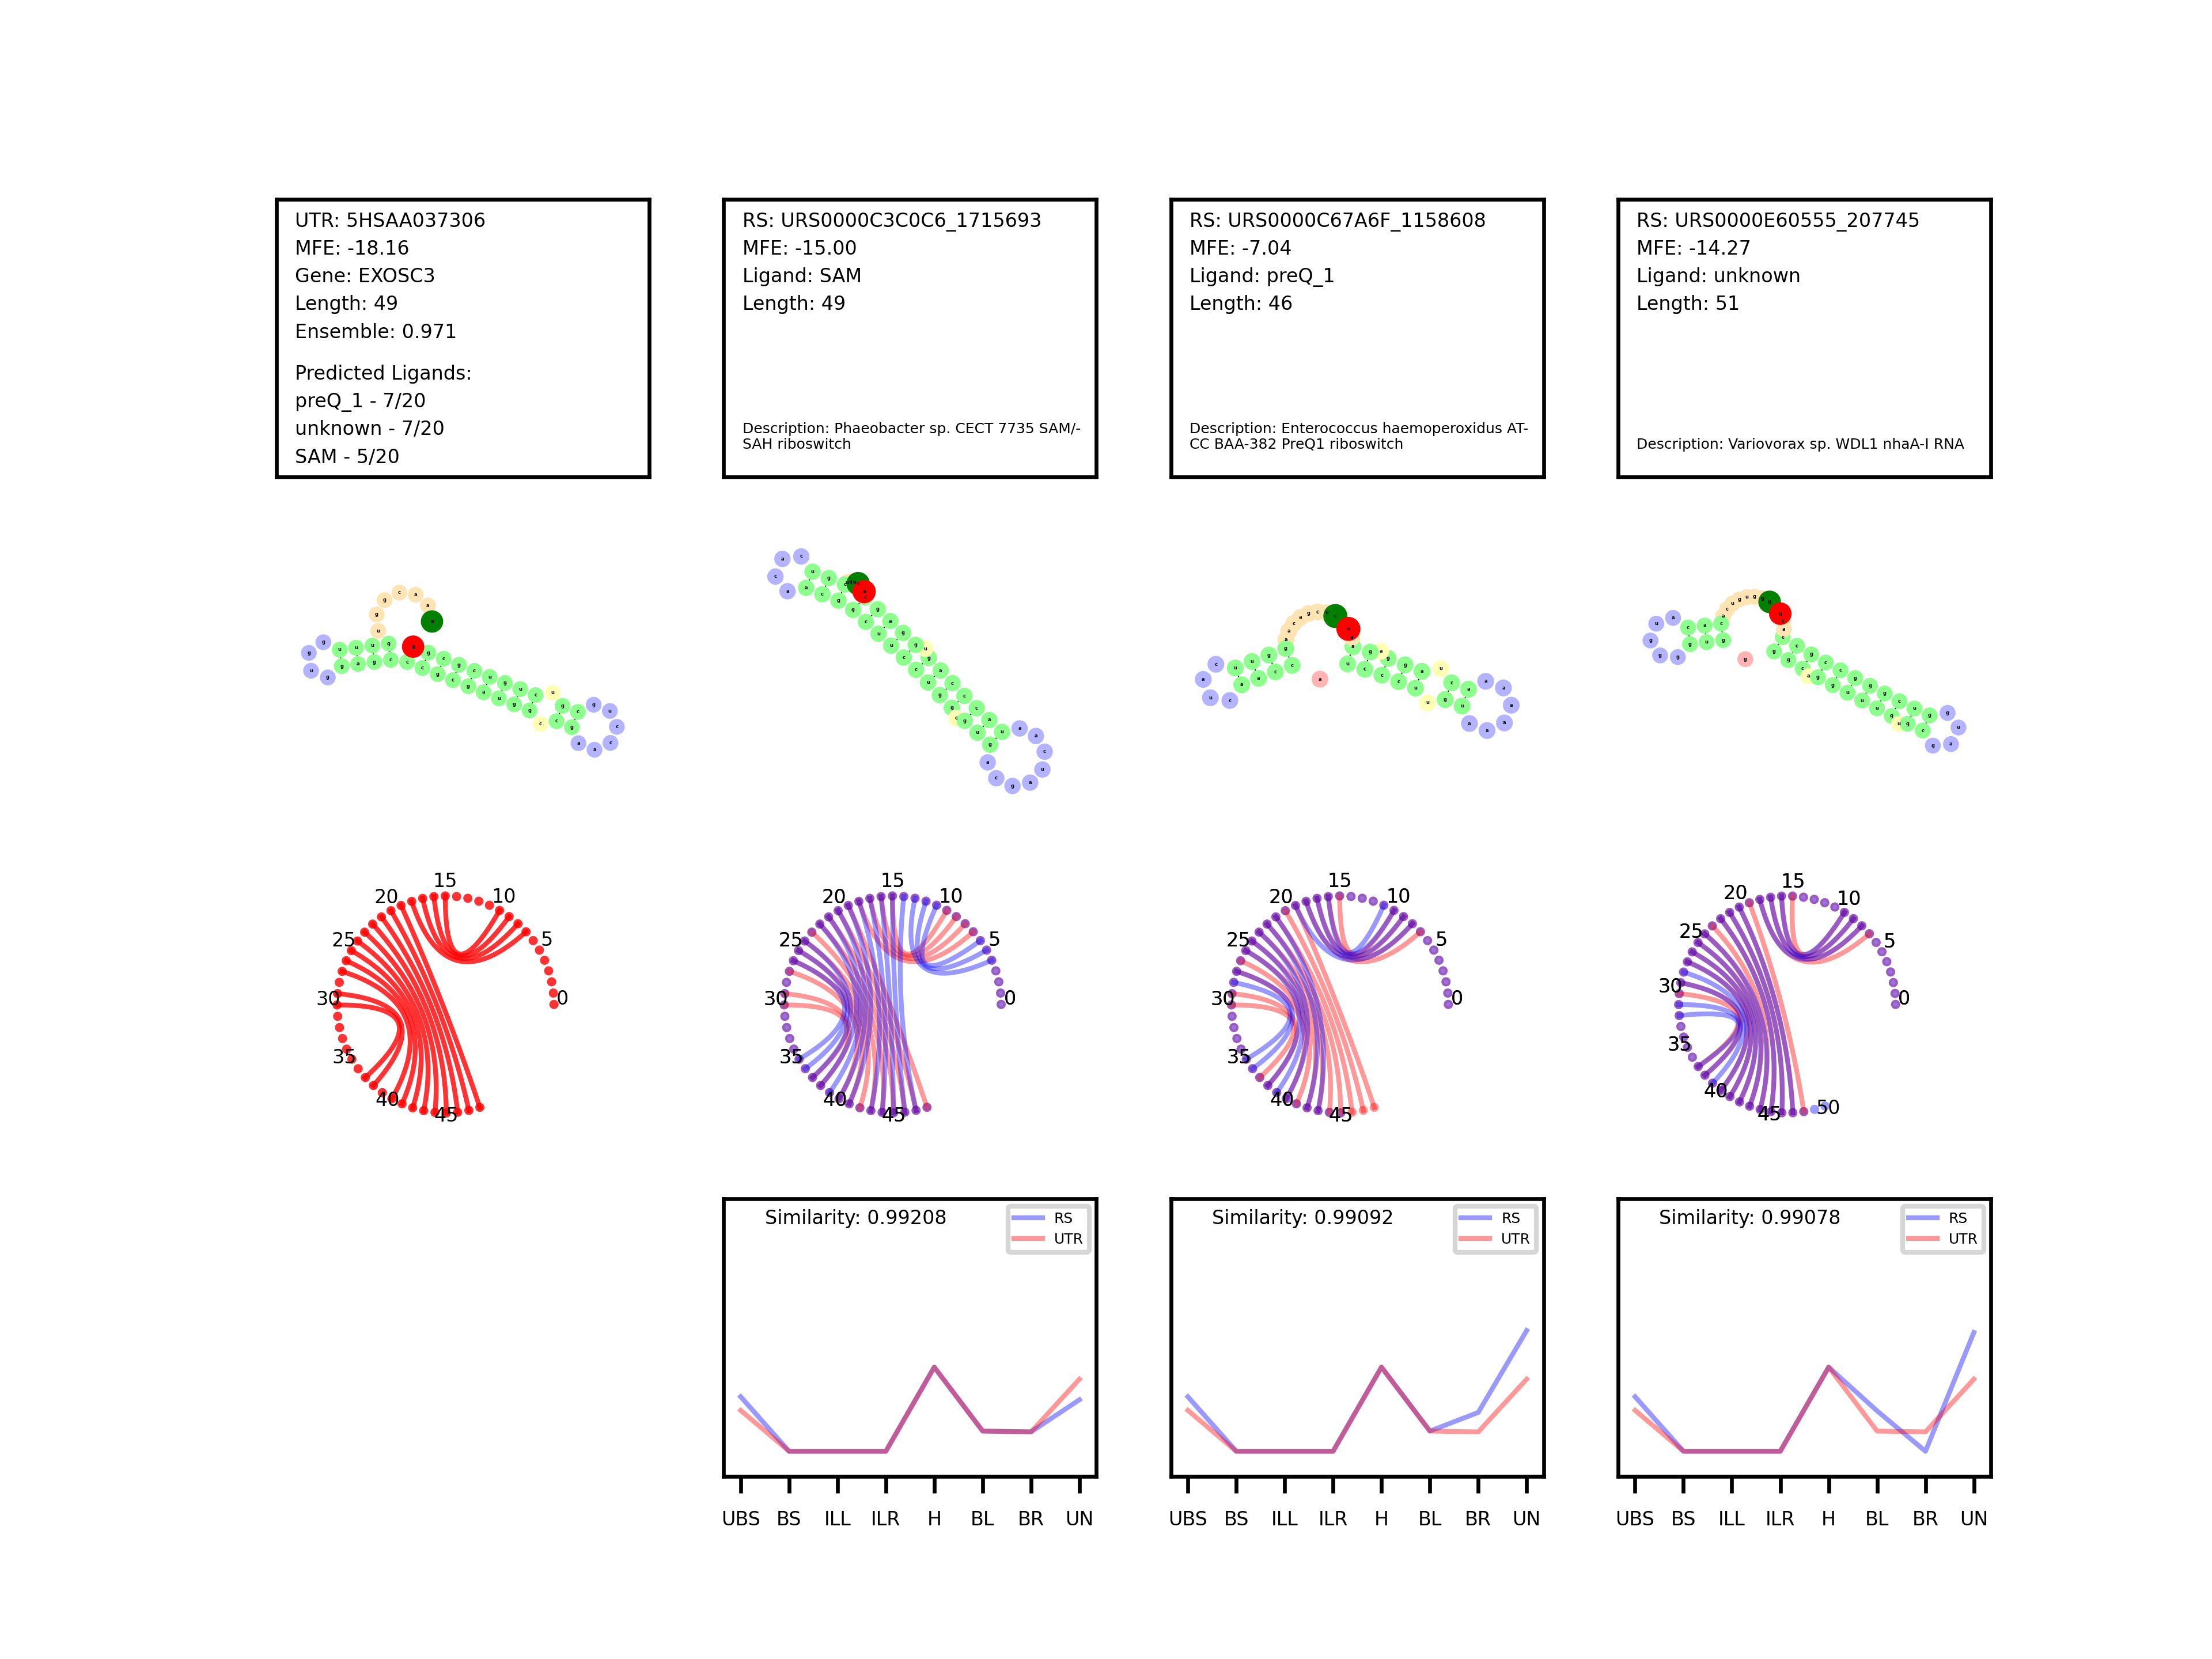 UTR: 5HSAA037306
MFE: -18.16
Gene: EXOSC3
Length: 49
Ensemble: 0.971
Predicted Ligands:
preQ_1 - 7/20
unknown - 7/20
SAM - 5/20
RS: URS0000C3C0C6_1715693
MFE: -15.00
Ligand: SAM
Length: 49
Description: Phaeobacter sp. CECT 7735 SAM/-
SAH riboswitch
RS: URS0000C67A6F_1158608
MFE: -7.04
Ligand: preQ_1
Length: 46
Description: Enterococcus haemoperoxidus AT-
CC BAA-382 PreQ1 riboswitch
RS: URS0000E60555_207745
MFE: -14.27
Ligand: unknown
Length: 51
Description: Variovorax sp. WDL1 nhaA-I RNA
0
5
10
15
20
25
30
35
40
45
0
5
10
15
20
25
30
35
40
45
0
5
10
15
20
25
30
35
40
45
0
5
10
15
20
25
30
35
40
45
50
Similarity: 0.99208
RS
UTR
UBS BS ILL ILR H BL BR UN
Similarity: 0.99092
RS
UTR
UBS BS ILL ILR H BL BR UN
Similarity: 0.99078
RS
UTR
UBS BS ILL ILR H BL BR UN